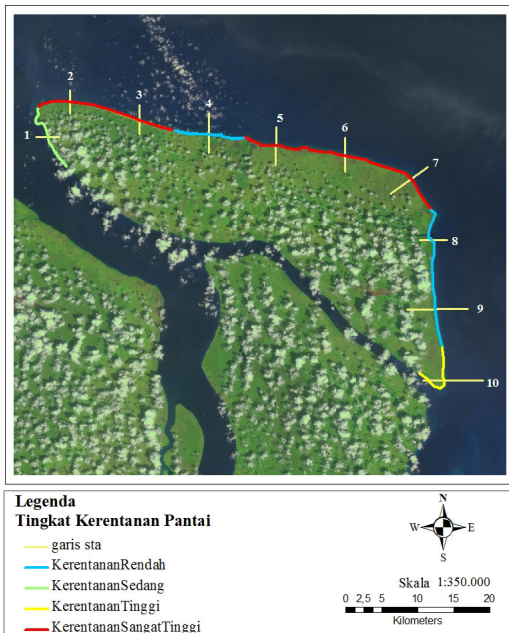 2
3
4
5
6
1
7
8
9
10
Legenda
Tingkat Kerentanan Pantai
garis sta
KerentananRendah
KerentananSedang
KerentananTinggi
KerentananSangatTinggi
N
W E
S
Skala 1:350.000
0 2,5 5 10 15 20
Kilometers